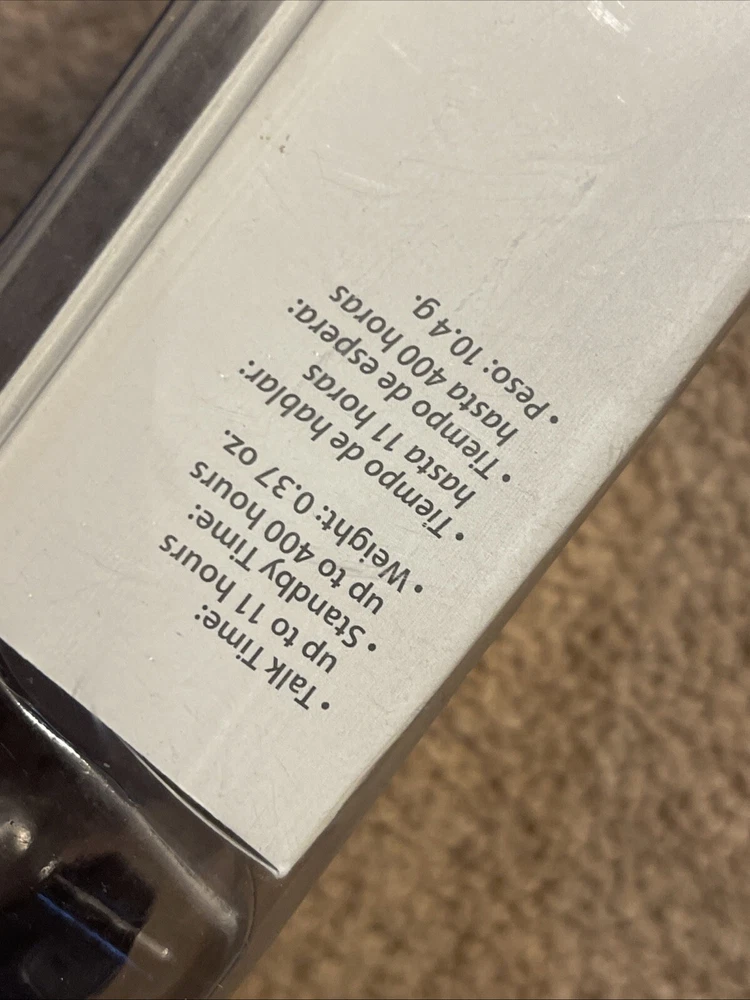 • Talk Time:
up to 11 hours
• Standby Time:
up to 400 hours
• Weight: 0.37 oz.
• Tiempo de hablar:
hasta 11 horas
• Tiempo de espera:
hasta 400 horas
• Peso: 10.4 g.